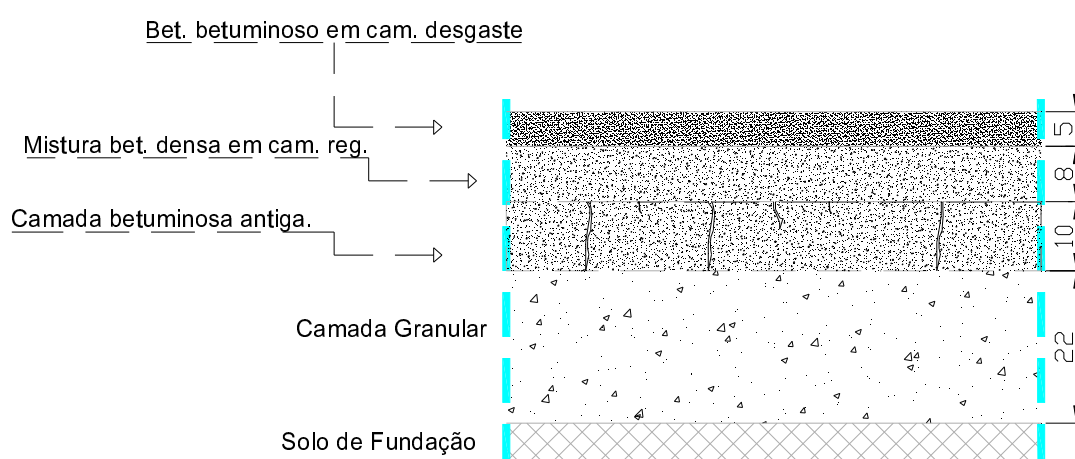 Bet. betuminoso em cam. desgaste
5
Mistura bet. densa em cam. reg.
8
Camada betuminosa antiga.
10
Camada Granular
22
Solo de Fundação